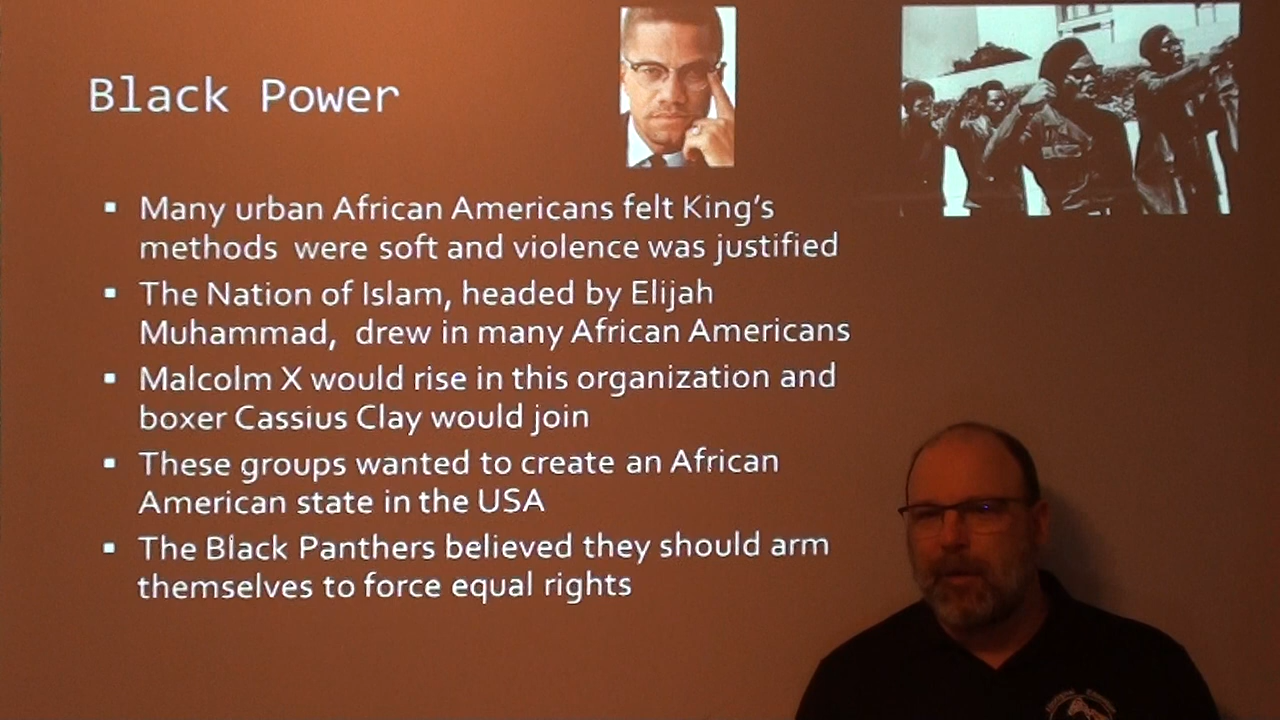 Black Power
Many urban African Americans felt King's
methods were soft and violence was justified
The Nation of Islam, headed by Elijah
Muhammad, drew in many African Americans
Malcolm X would rise in this organization and
boxer Cassius Clay would join
These groups wanted to create an African
American state in the USA
The Black Panthers believed they should arm
themselves to force equal rights